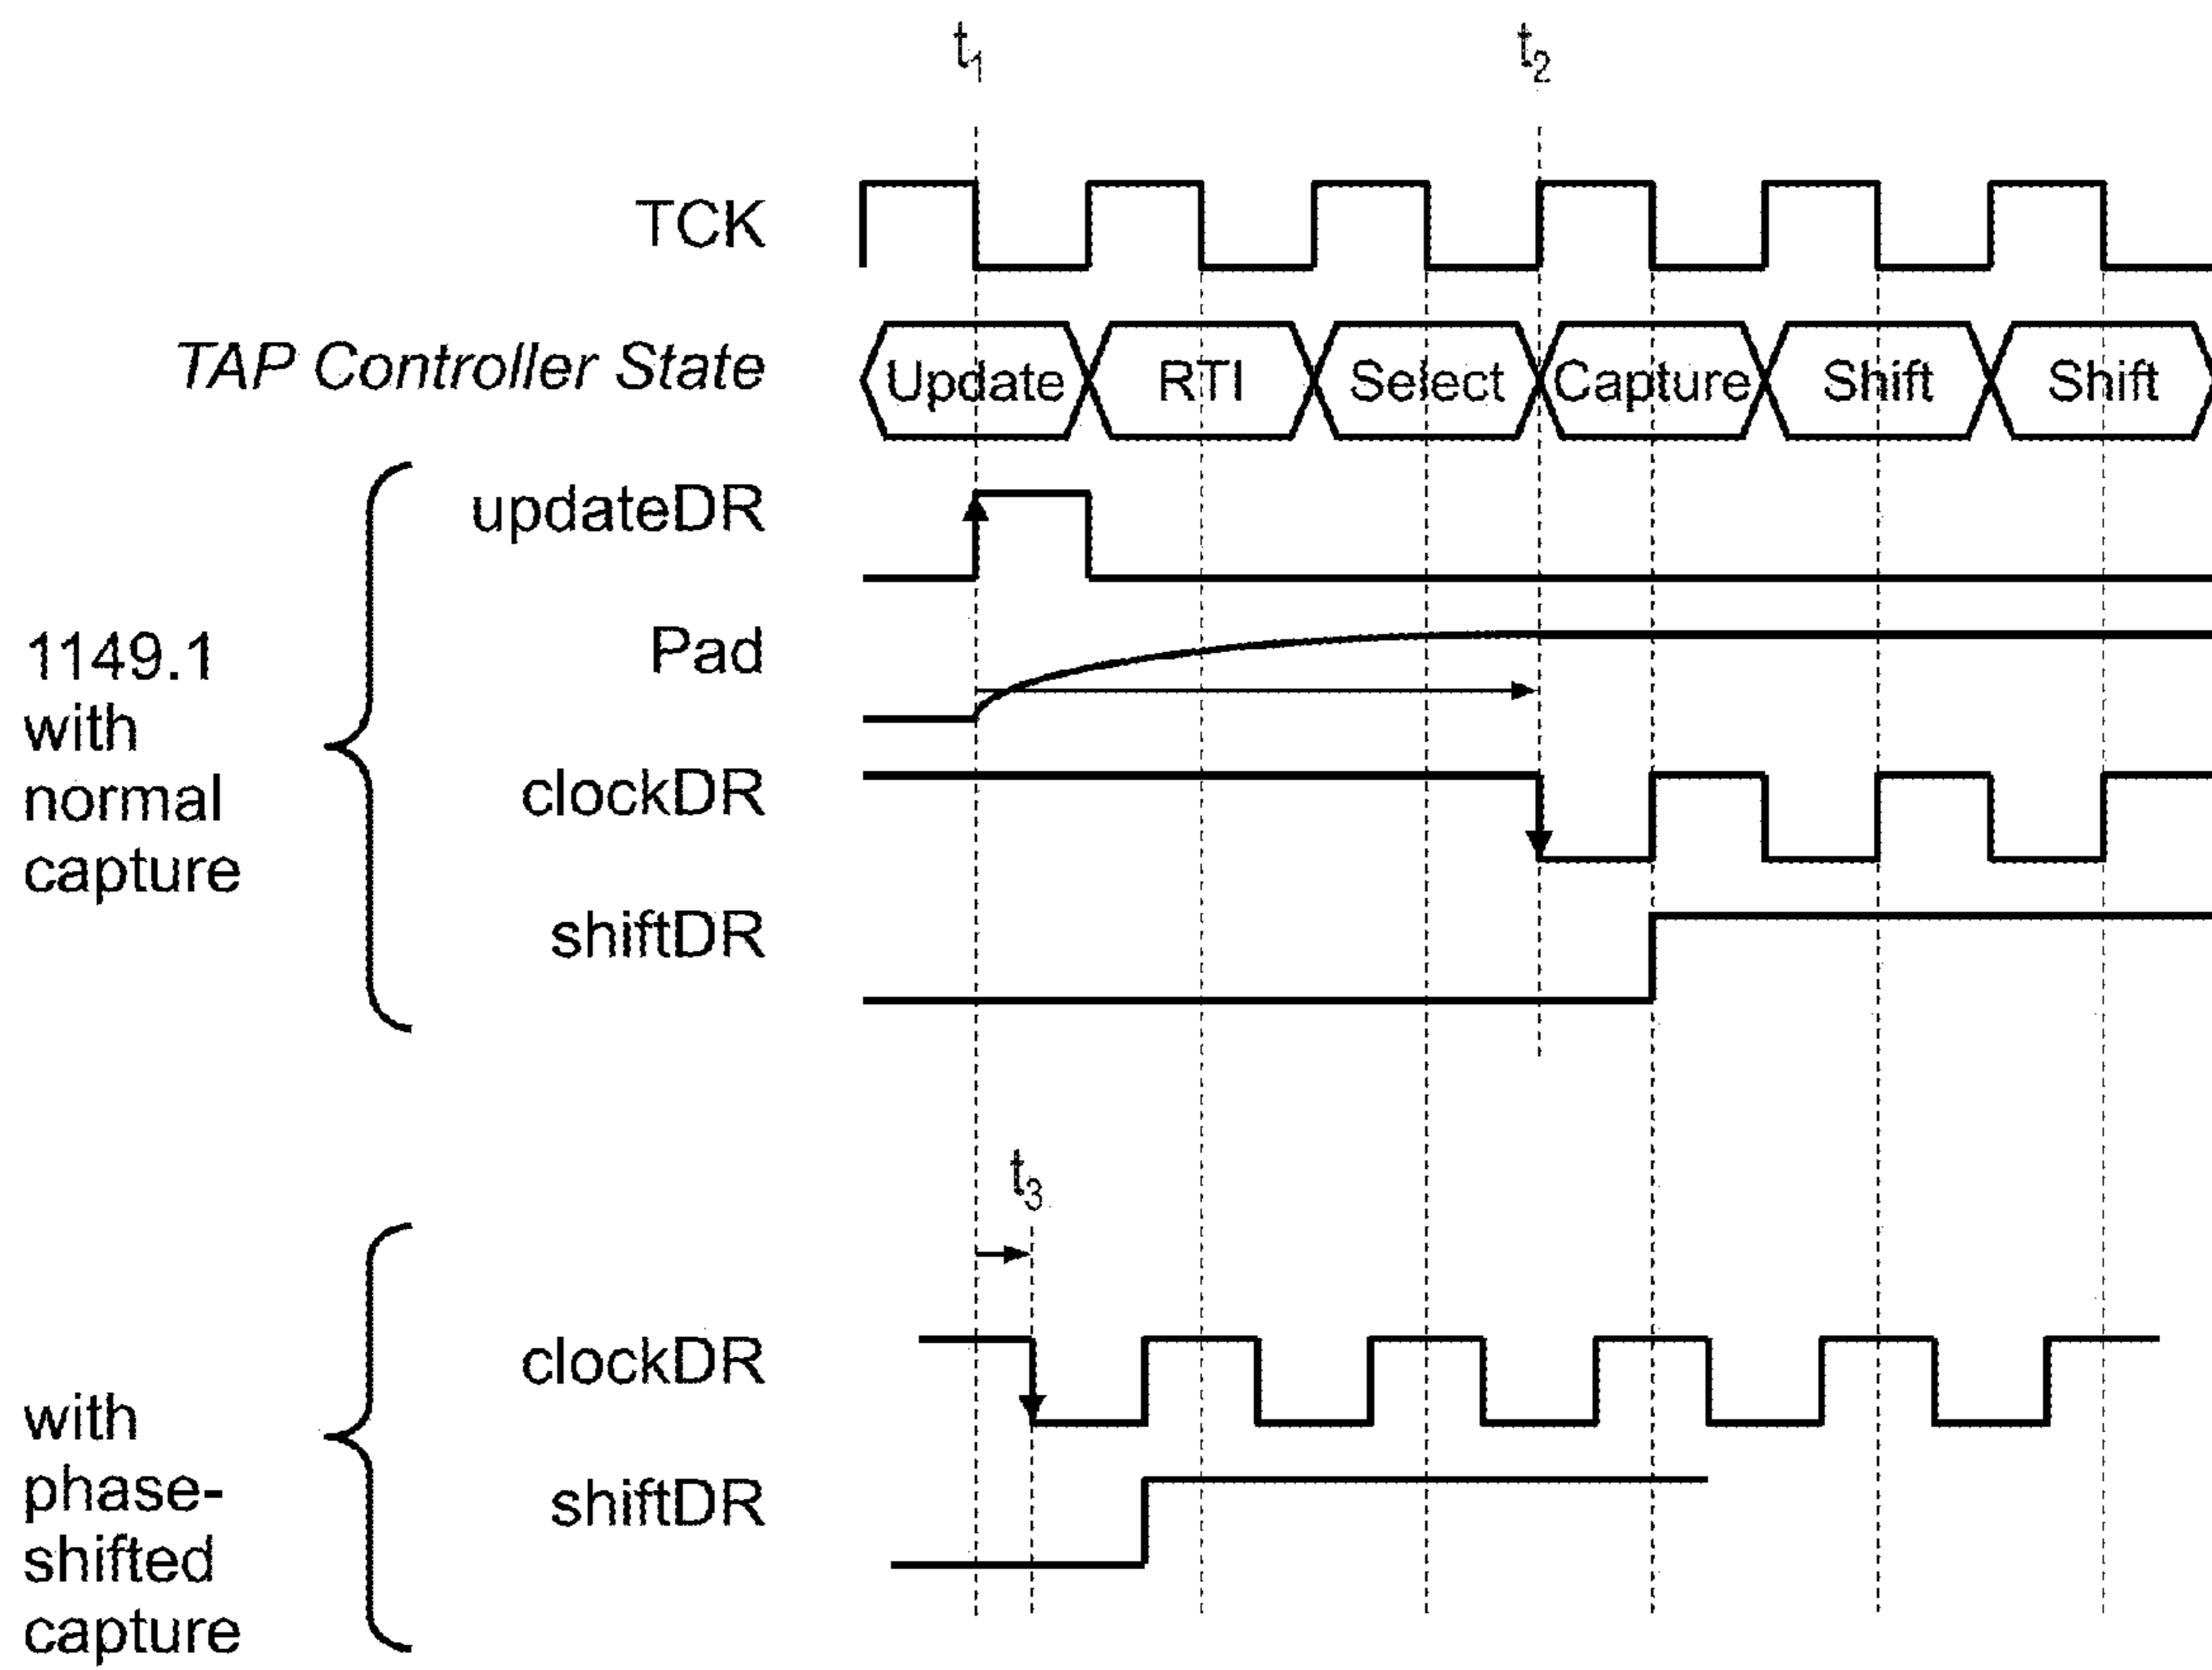 t1 t2
TCK
TAP Controller State
Update RTI Select Capture Shift Shift
updateDR
Pad
clockDR
shiftDR
1149.1
with
normal
capture
t3
clockDR
shiftDR
with
phase-
shifted
capture